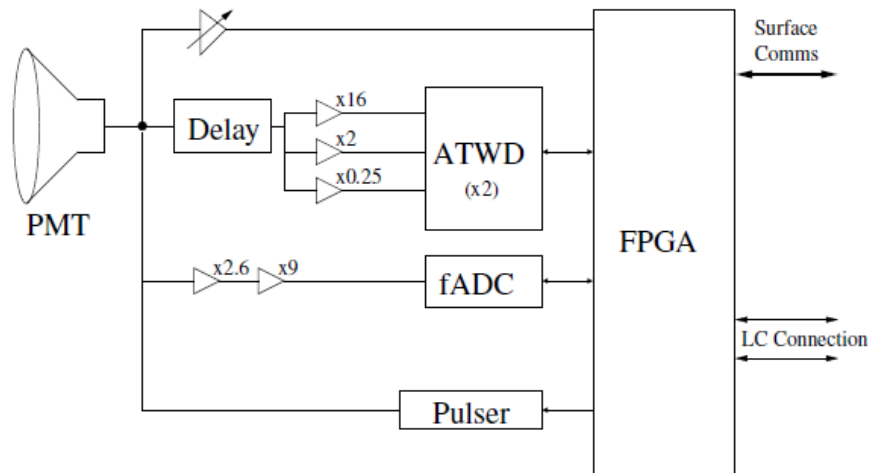 Surface
Comms
x16
Delay
x2
ATWD
x0.25
(x2)
PMT
FPGA
x2.6
x9
fADC
LC Connection
Pulser